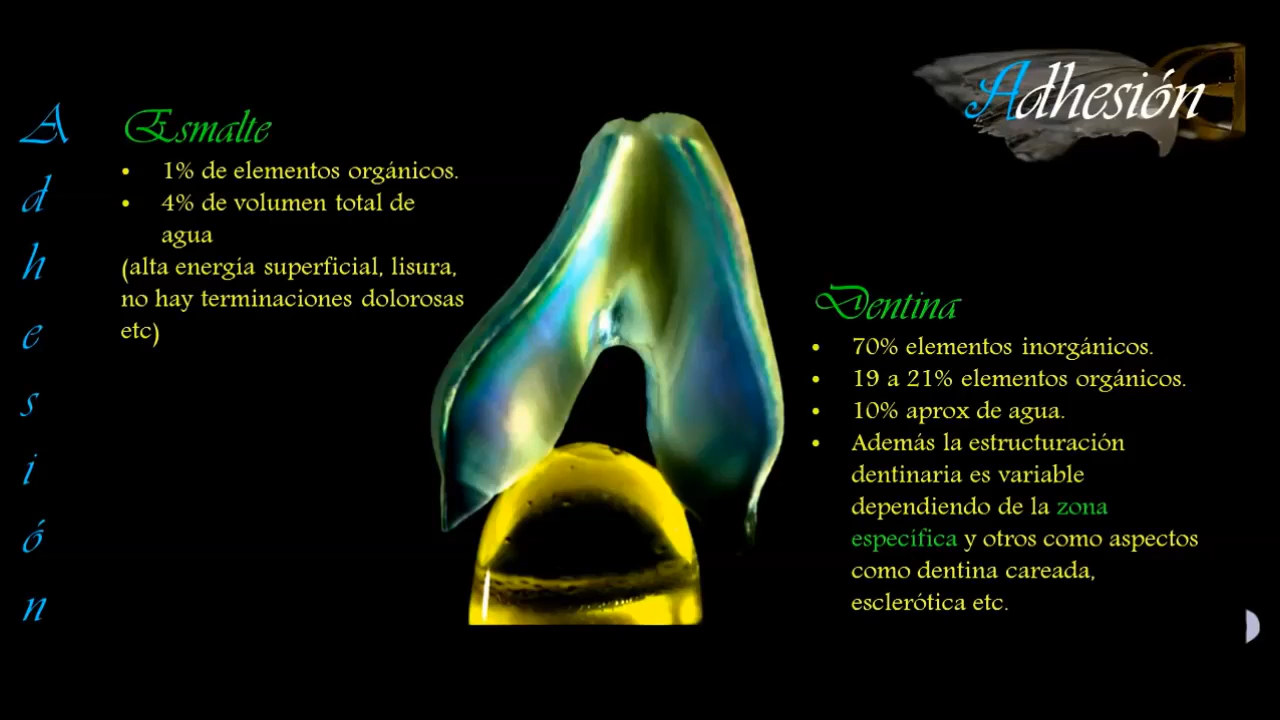 Adhesión
Adhesión
Esmalte
• 1% de elementos orgánicos.
• 4% de volumen total de
agua
(alta energía superficial, lisura,
no hay terminaciones dolorosas
etc)
Dentina
• 70% elementos inorgánicos.
• 19 a 21% elementos orgánicos.
• 10% aprox de agua.
• Además la estructuración
dentinaria es variable
dependiendo de la zona
específica y otros como aspectos
como dentina careada,
esclerótica etc.